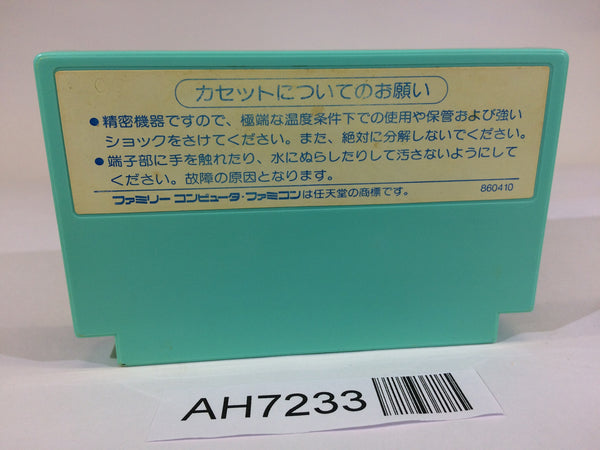 カセットについてのお願い
●精密機器ですので、極端な温度条件下での使用や保管および強い
ショックをさけてください。また、絶対に分解しないでください。
●端子部に手を触れたり、水にぬらしたりして汚さないようにして
ください。故障の原因となります。
ファミリーコンピュータ・ファミコンは任天堂の商標です。 860410
AH7233